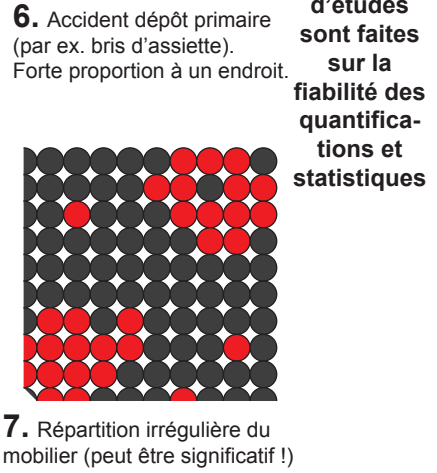 6. Accident dépôt primaire
(par ex. bris d'assiette).
Forte proportion à un endroit.
d'études
sont faites
sur la
fiabilité des
quantifica-
tions et
statistiques
7. Répartition irrégulière du
mobilier (peut être significatif !)